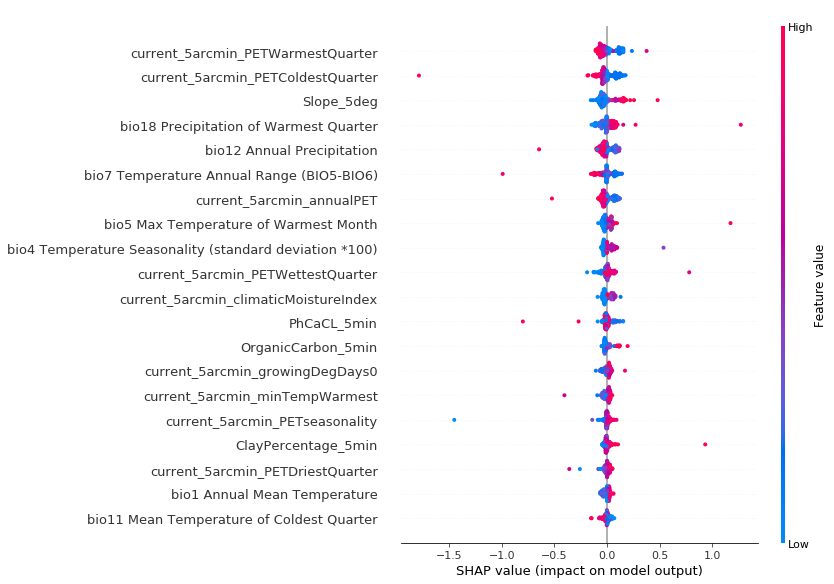 High
current_5arcmin_PETWarmestQuarter
current_5arcmin_PETColdestQuarter
Slope_5deg
bio18 Precipitation of Warmest Quarter
bio12 Annual Precipitation
bio7 Temperature Annual Range (BIO5-BIO6)
current_5arcmin_annualPET
bio5 Max Temperature of Warmest Month
bio4 Temperature Seasonality (standard deviation *100)
current_5arcmin_PETWettestQuarter
current_5arcmin_climaticMoistureIndex
PhCaCL_5min
OrganicCarbon_5min
current_5arcmin_growingDegDays0
current_5arcmin_minTempWarmest
current_5arcmin_PETseasonality
ClayPercentage_5min
current_5arcmin_PETDriestQuarter
bio1 Annual Mean Temperature
bio11 Mean Temperature of Coldest Quarter
Feature value
Low
−1.5 −1.0 −0.5 0.0 0.5 1.0
SHAP value (impact on model output)